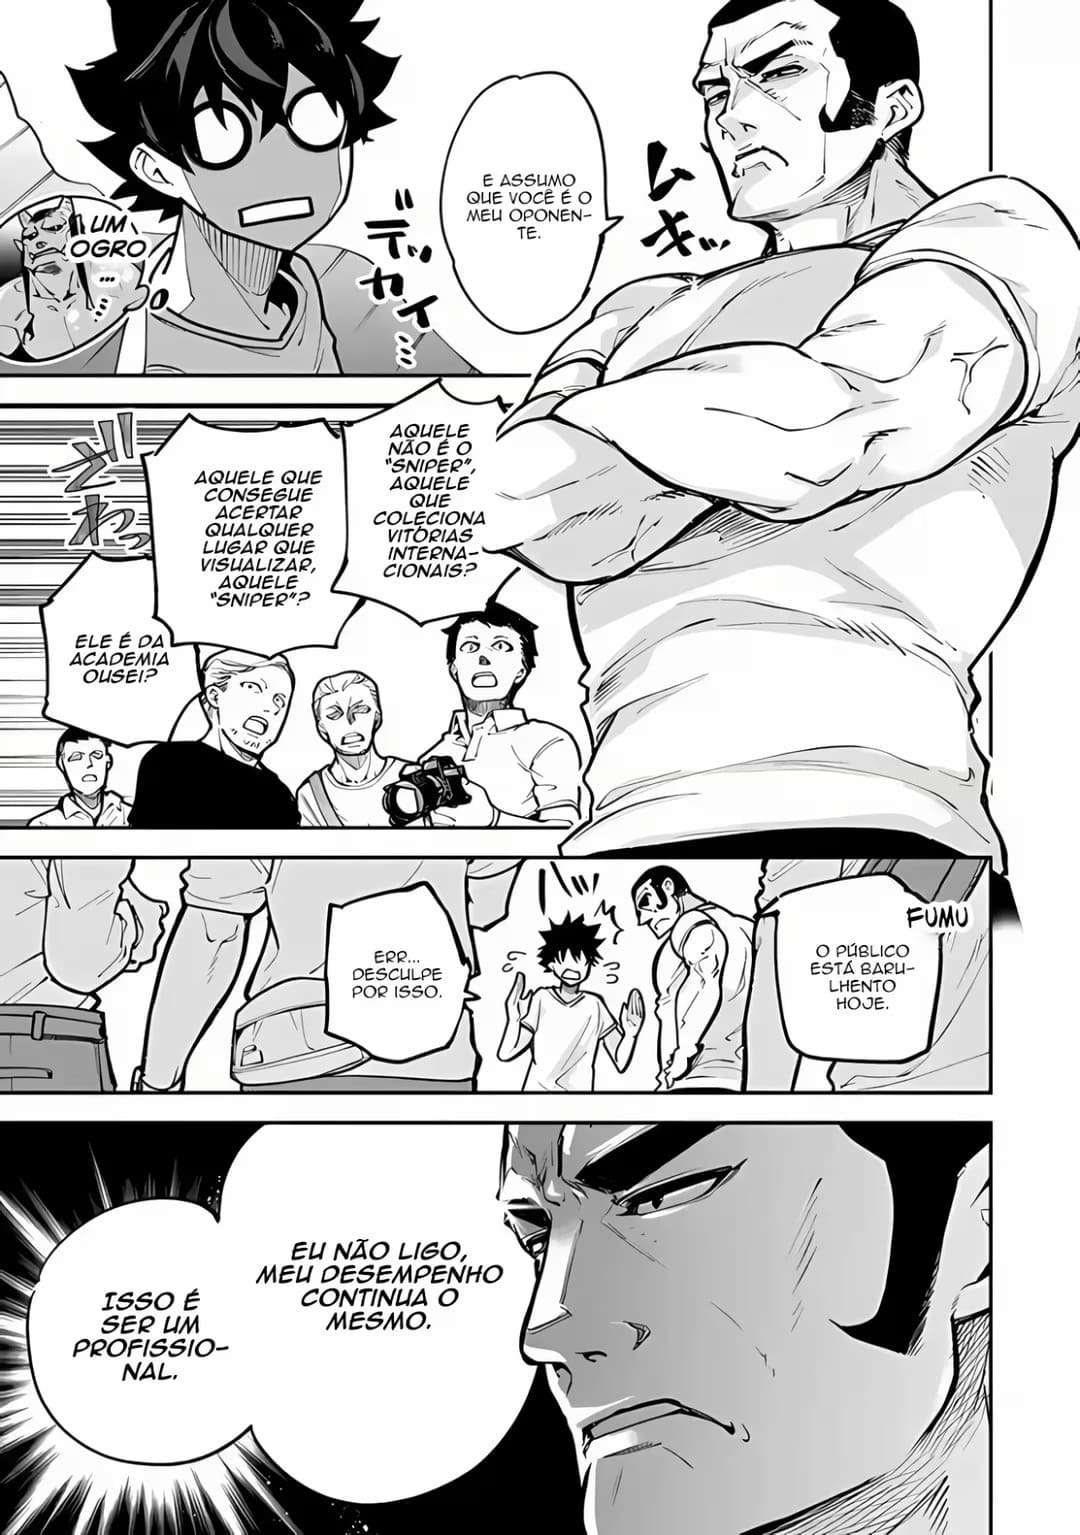 E ASSUMO
QUE VOCÊ É O
MEU OPONEN-
TE.
ムキッ…
デッカイ…
UM
OGRO
...
AQUELE
NÃO É O
"SNIPER",
AQUELE
QUE
COLECIONA
VITÓRIAS
INTERNA-
CIONAIS?
AQUELE QUE
CONSEGUE
ACERTAR
QUALQUER
LUGAR QUE
VISUALIZAR,
AQUELE
"SNIPER"?
ELE É DA
ACADEMIA
OUSEI?
ざわっ
FUMU
O PÚBLICO
ESTÁ BARU-
LHENTO
HOJE.
ERR...
DESCULPE
POR ISSO.
EU NÃO LIGO,
MEU DESEMPENHO
CONTINUA O
MESMO.
ISSO É
SER UM
PROFISSIO-
NAL.